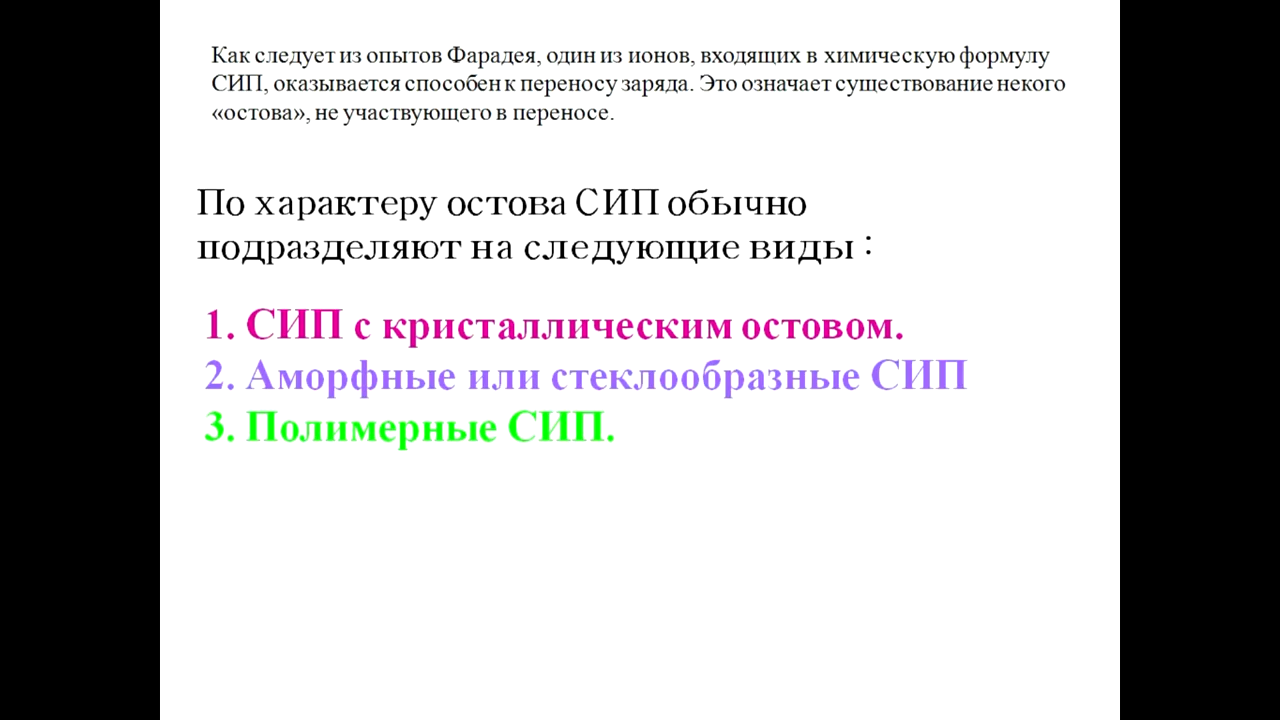 Как следует из опытов Фарадея, один из ионов, входящих в химическую формулу
СИП, оказывается способен к переносу заряда. Это означает существование некого
«остова», не участвующего в переносе.
По характеру остова СИП обычно
подразделяют на следующие виды :
1. СИП с кристаллическим остовом.
2. Аморфные или стеклообразные СИП
3. Полимерные СИП.